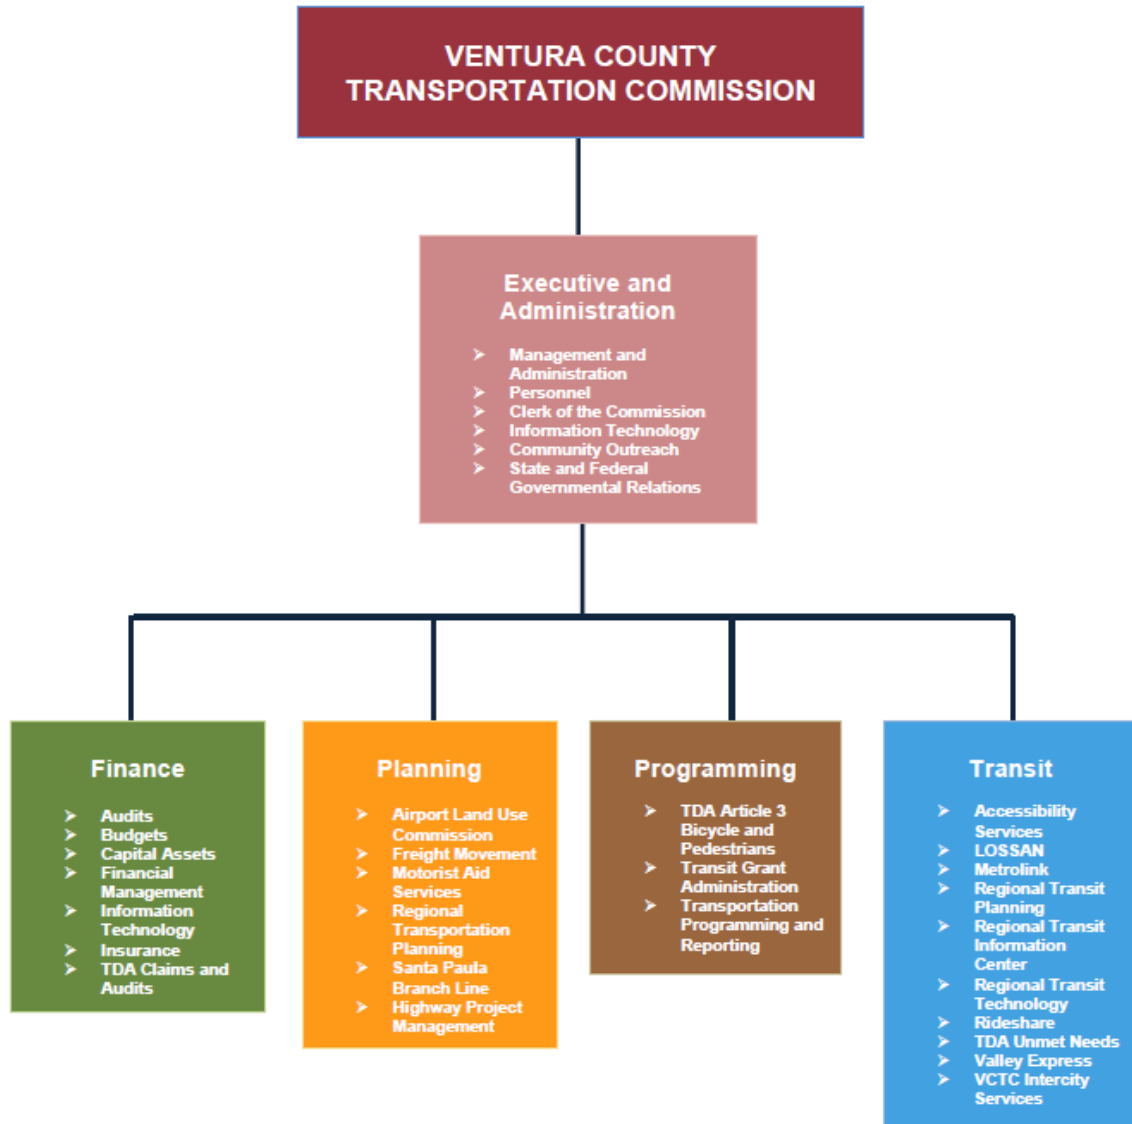 VENTURA COUNTY
TRANSPORTATION COMMISSION
Executive and
Administration
➤ Management and
Administration
➤ Personnel
➤ Clerk of the Commission
➤ Information Technology
➤ Community Outreach
➤ State and Federal
Governmental Relations
Finance
➤ Audits
➤ Budgets
➤ Capital Assets
➤ Financial
Management
➤ Information
Technology
➤ Insurance
➤ TDA Claims and
Audits
Planning
➤ Airport Land Use
Commission
➤ Freight Movement
➤ Motorist Aid
Services
➤ Regional
Transportation
Planning
➤ Santa Paula
Branch Line
➤ Highway Project
Management
Programming
➤ TDA Article 3
Bicycle and
Pedestrians
➤ Transit Grant
Administration
➤ Transportation
Programming and
Reporting
Transit
➤ Accessibility
Services
➤ LOSSAN
➤ Metrolink
➤ Regional Transit
Planning
➤ Regional Transit
Information
Center
➤ Regional Transit
Technology
➤ Rideshare
➤ TDA Unmet Needs
➤ Valley Express
➤ VCTC Intercity
Services